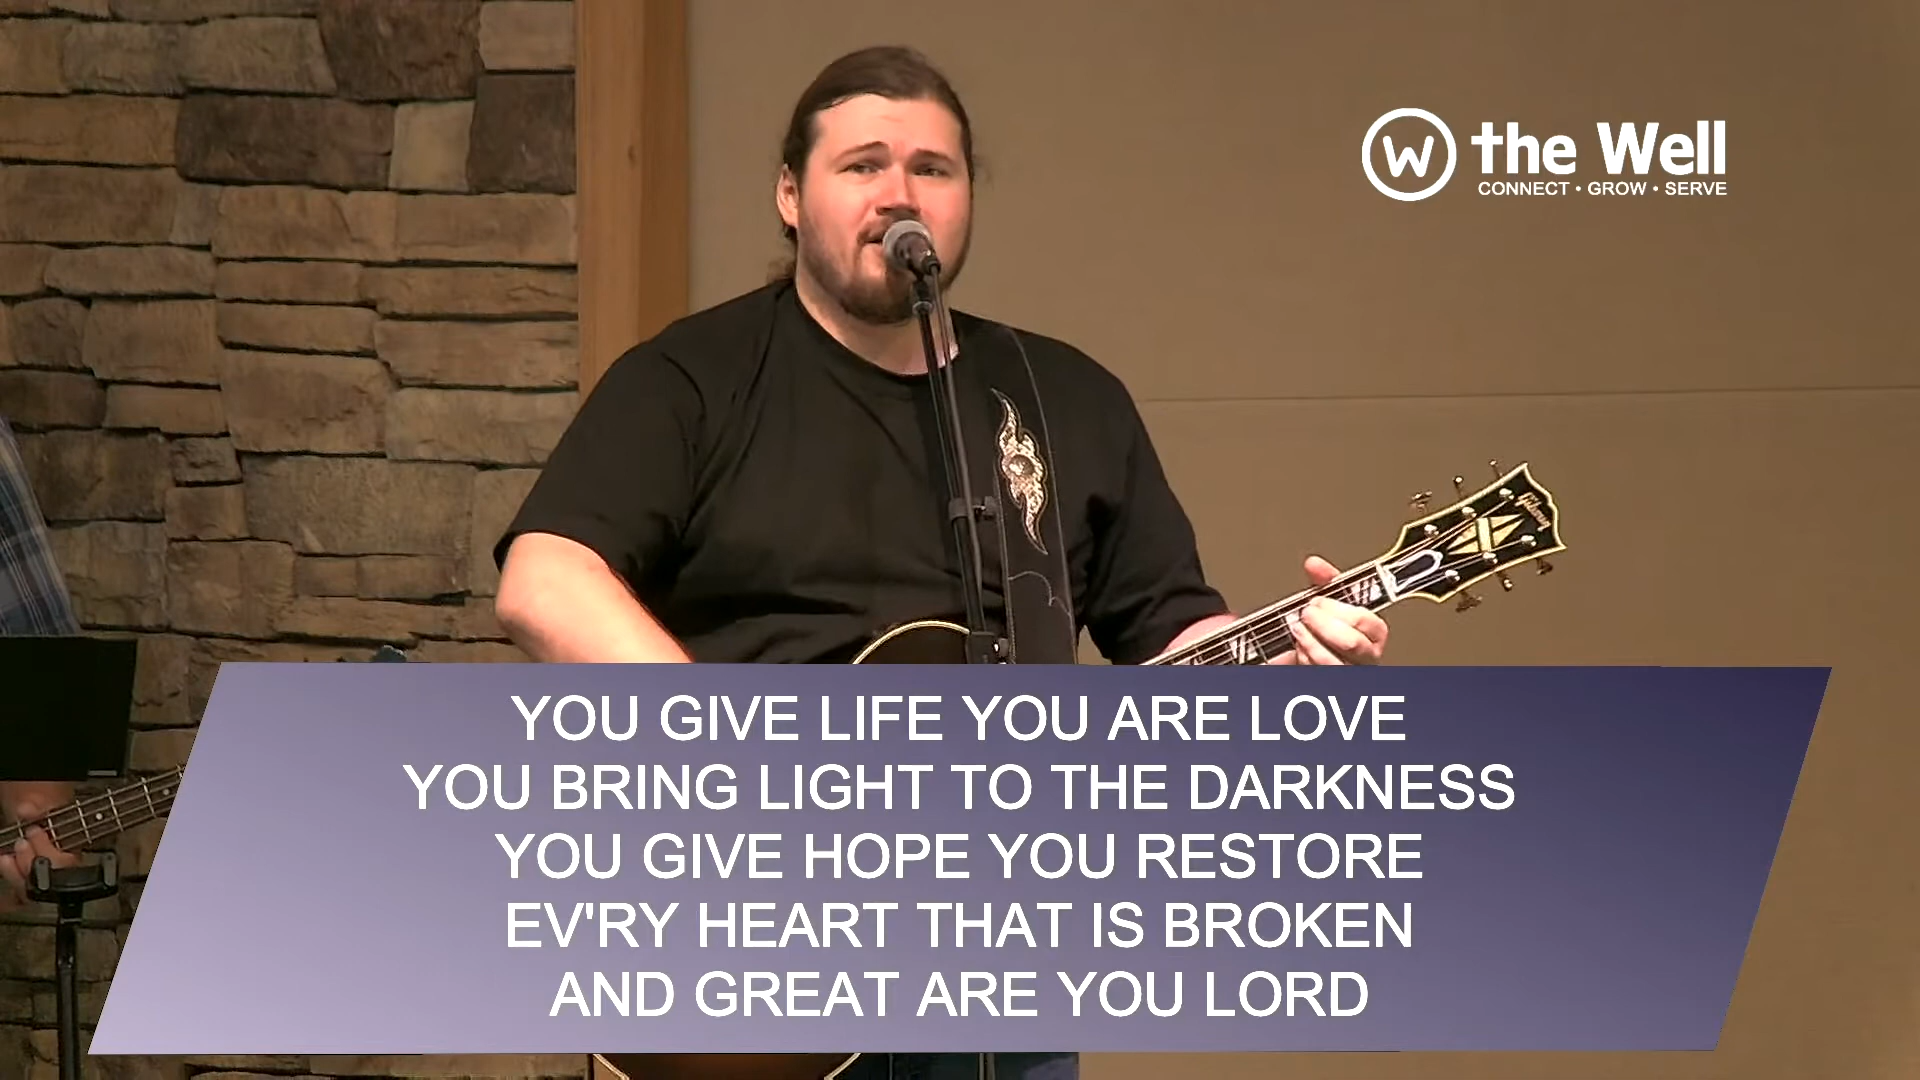 the Well
CONNECT • GROW • SERVE
Gibson
YOU GIVE LIFE YOU ARE LOVE
YOU BRING LIGHT TO THE DARKNESS
YOU GIVE HOPE YOU RESTORE
EV'RY HEART THAT IS BROKEN
AND GREAT ARE YOU LORD